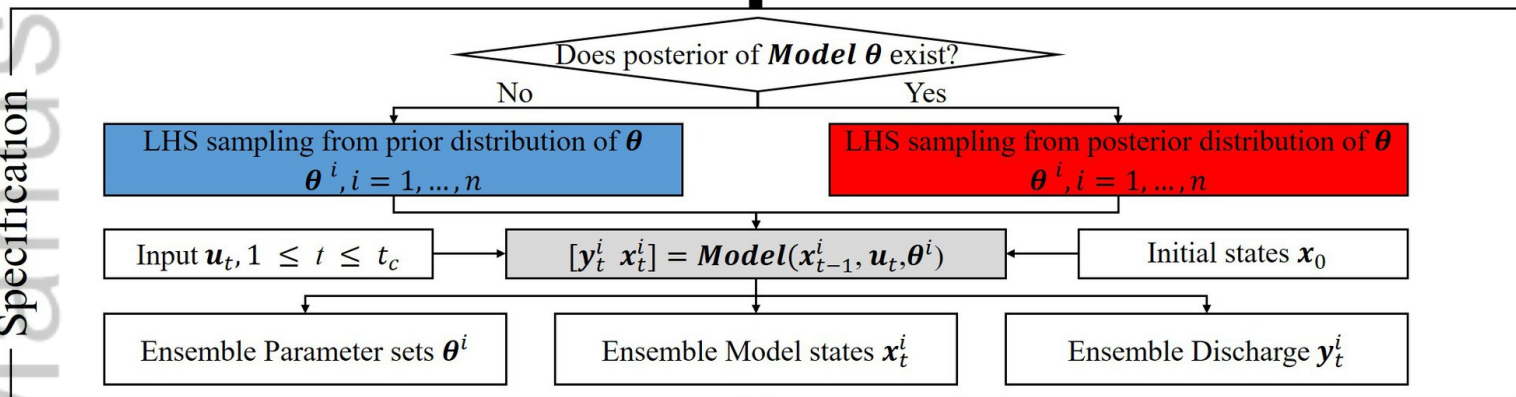 Does posterior of Model θ exist?
No
Yes
LHS sampling from prior distribution of θ
θ^i, i = 1, …, n
LHS sampling from posterior distribution of θ
θ^i, i = 1, …, n
Input u_t, 1 ≤ t ≤ t_c
[y_t^i x_t^i] = Model(x_{t−1}^i, u_t, θ^i)
Initial states x_0
Ensemble Parameter sets θ^i
Ensemble Model states x_t^i
Ensemble Discharge y_t^i
Specification